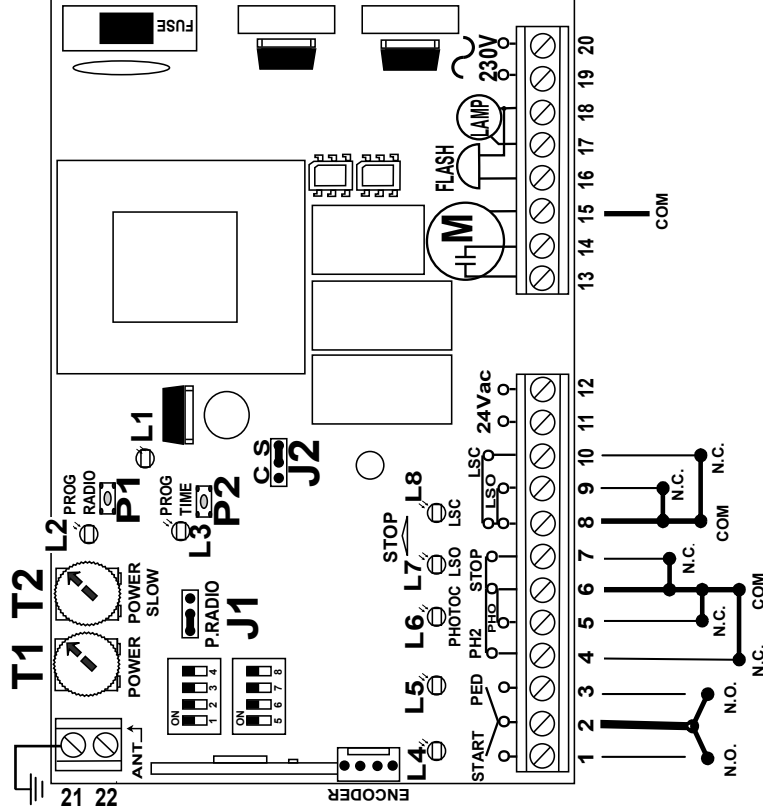 FUSE
230V
LAMP
FLASH
M
20
19
18
17
16
15
14
13
COM
L1
L2
PROG
RADIO
P1
PROG
TIME
P2
L3
C S
J2
T2
POWER
SLOW
T1
POWER
P.RADIO
J1
ON
1 2 3 4
ON
5 6 7 8
ANT
21 22
ENCODER
L4
L5
L6
PHOTOC
L7
LSO
L8
LSC
STOP
START
PED
PH2
PHO
STOP
LSO
LSC
24Vac
1
2
3
4
5
6
7
8
9
10
11
12
N.O.
N.O.
N.C.
N.C.
N.C.
COM
N.C.
N.C.
COM